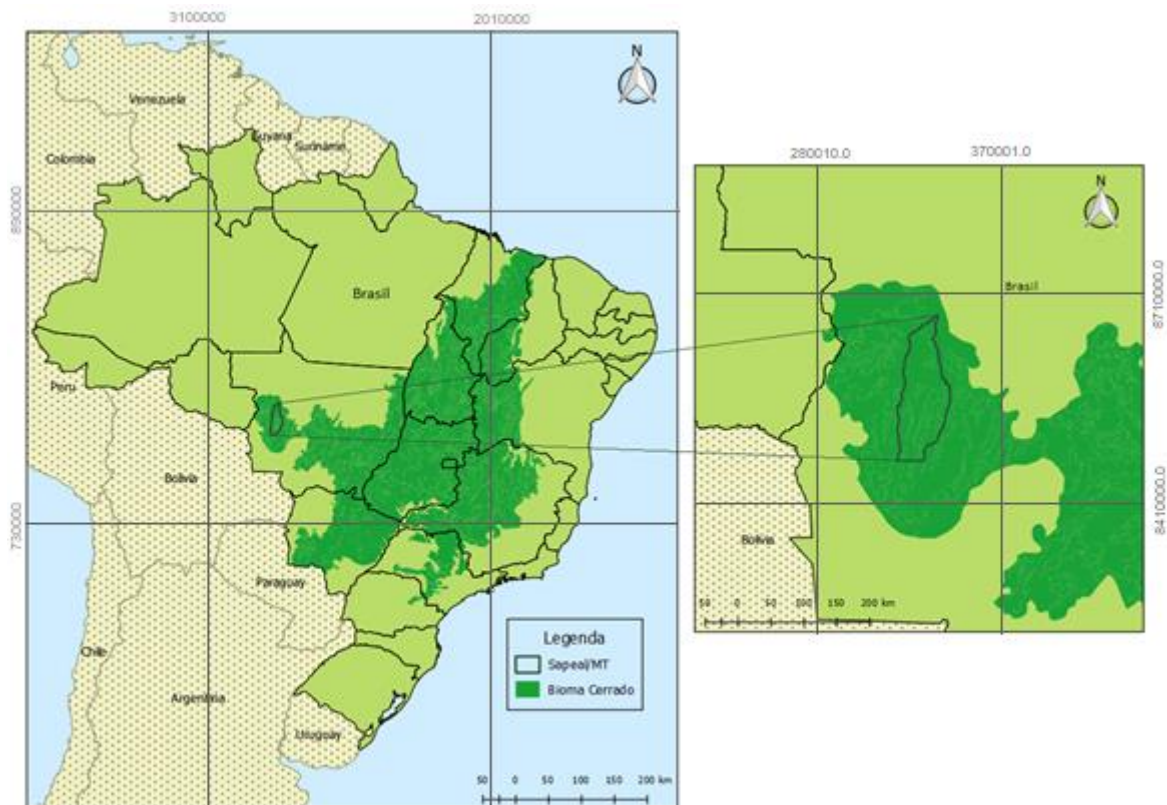 3100000
2010000
N
Venezuela
Guyana
Suriname
Colombia
890000
Brasil
Peru
Bolivia
730000
Paraguay
Chile
Argentina
Uruguay
Legenda
Sapeal/MT
Bioma Cerrado
50 0 50 100 150 200 km
280010.0
370001.0
N
Brasil
8710000.0
8410000.0
Bolivia
50 0 50 100 150 200 km